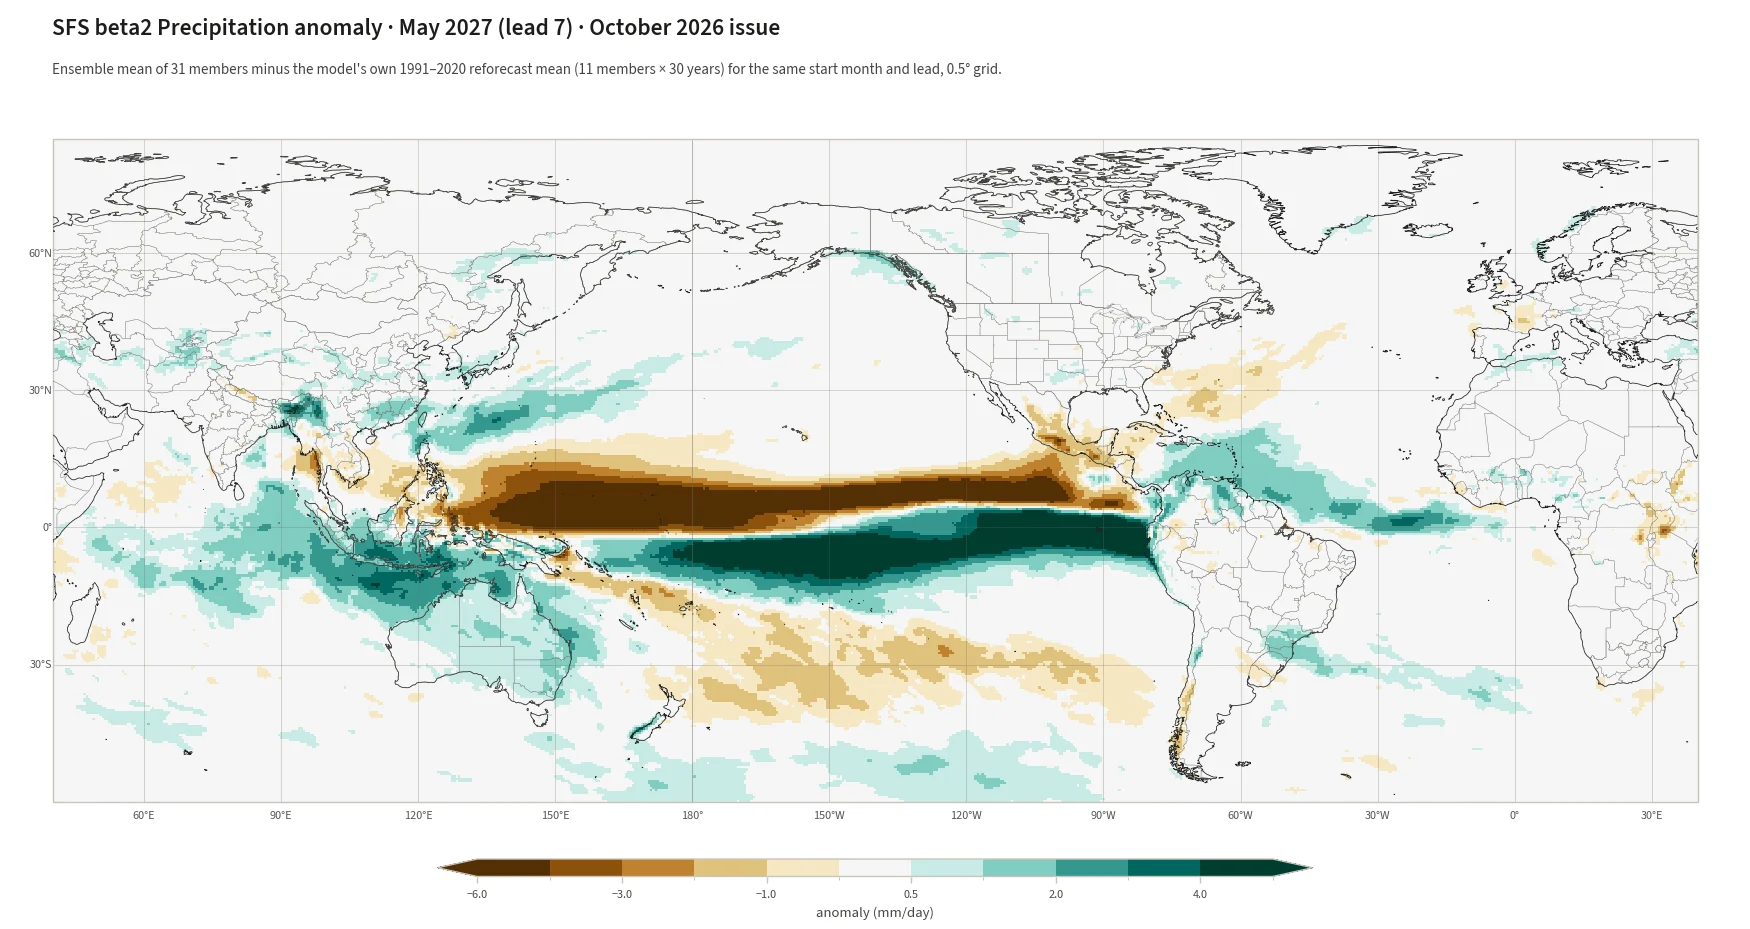 SFS beta2 Precipitation anomaly · May 2027 (lead 7) · October 2026 issue
Ensemble mean of 31 members minus the model's own 1991–2020 reforecast mean (11 members × 30 years) for the same start month and lead, 0.5° grid.
60°N
30°N
0°
30°S
60°E
90°E
120°E
150°E
180°
150°W
120°W
90°W
60°W
30°W
0°
30°E
−6.0
−3.0
−1.0
0.5
2.0
4.0
anomaly (mm/day)